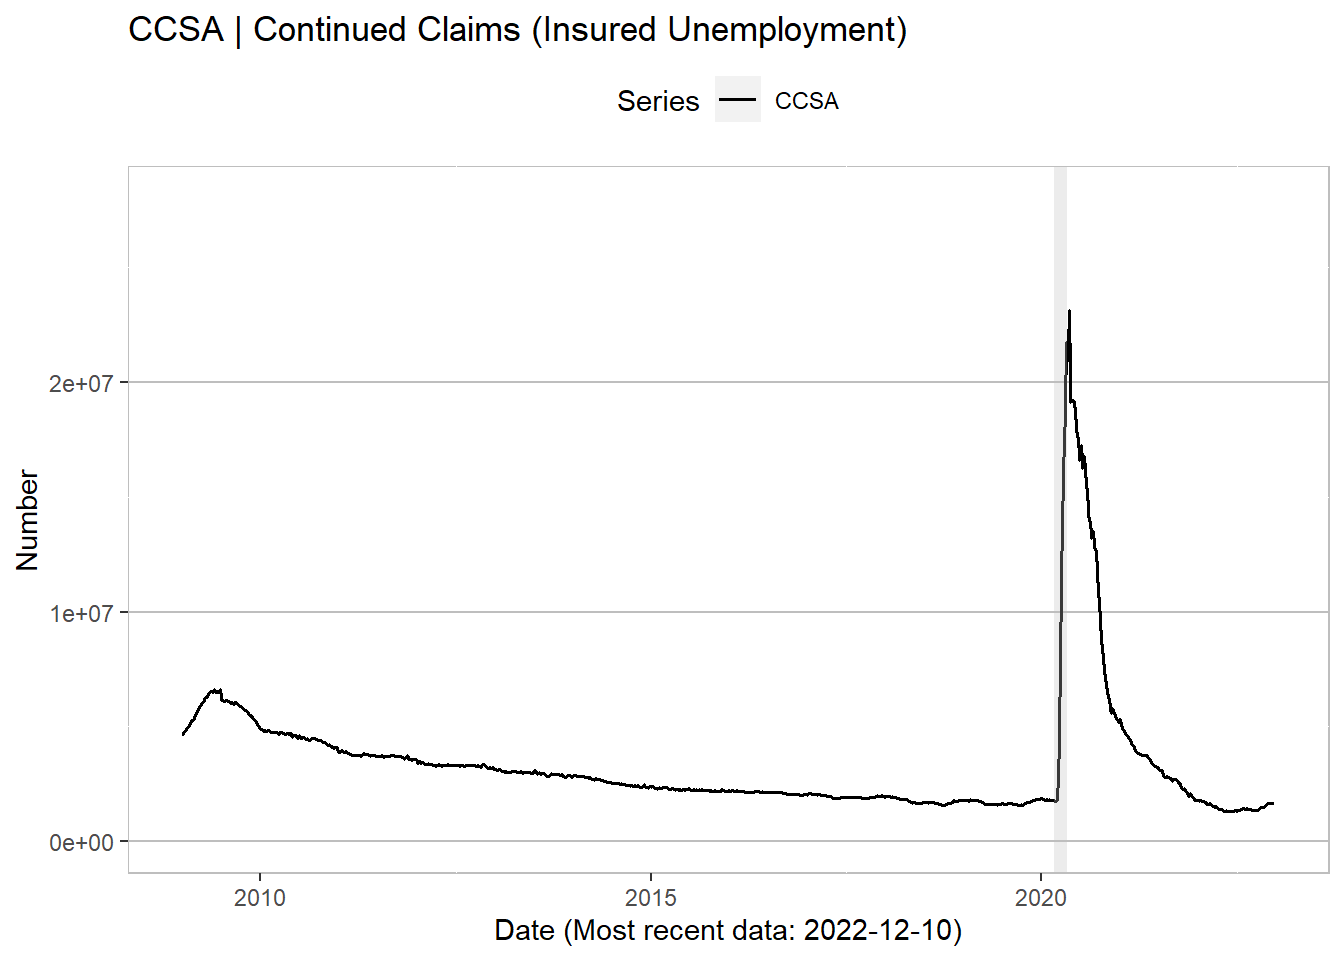 CCSA | Continued Claims (Insured Unemployment)
Series CCSA
2e+07
1e+07
0e+00
Number
2010 2015 2020
Date (Most recent data: 2022-12-10)